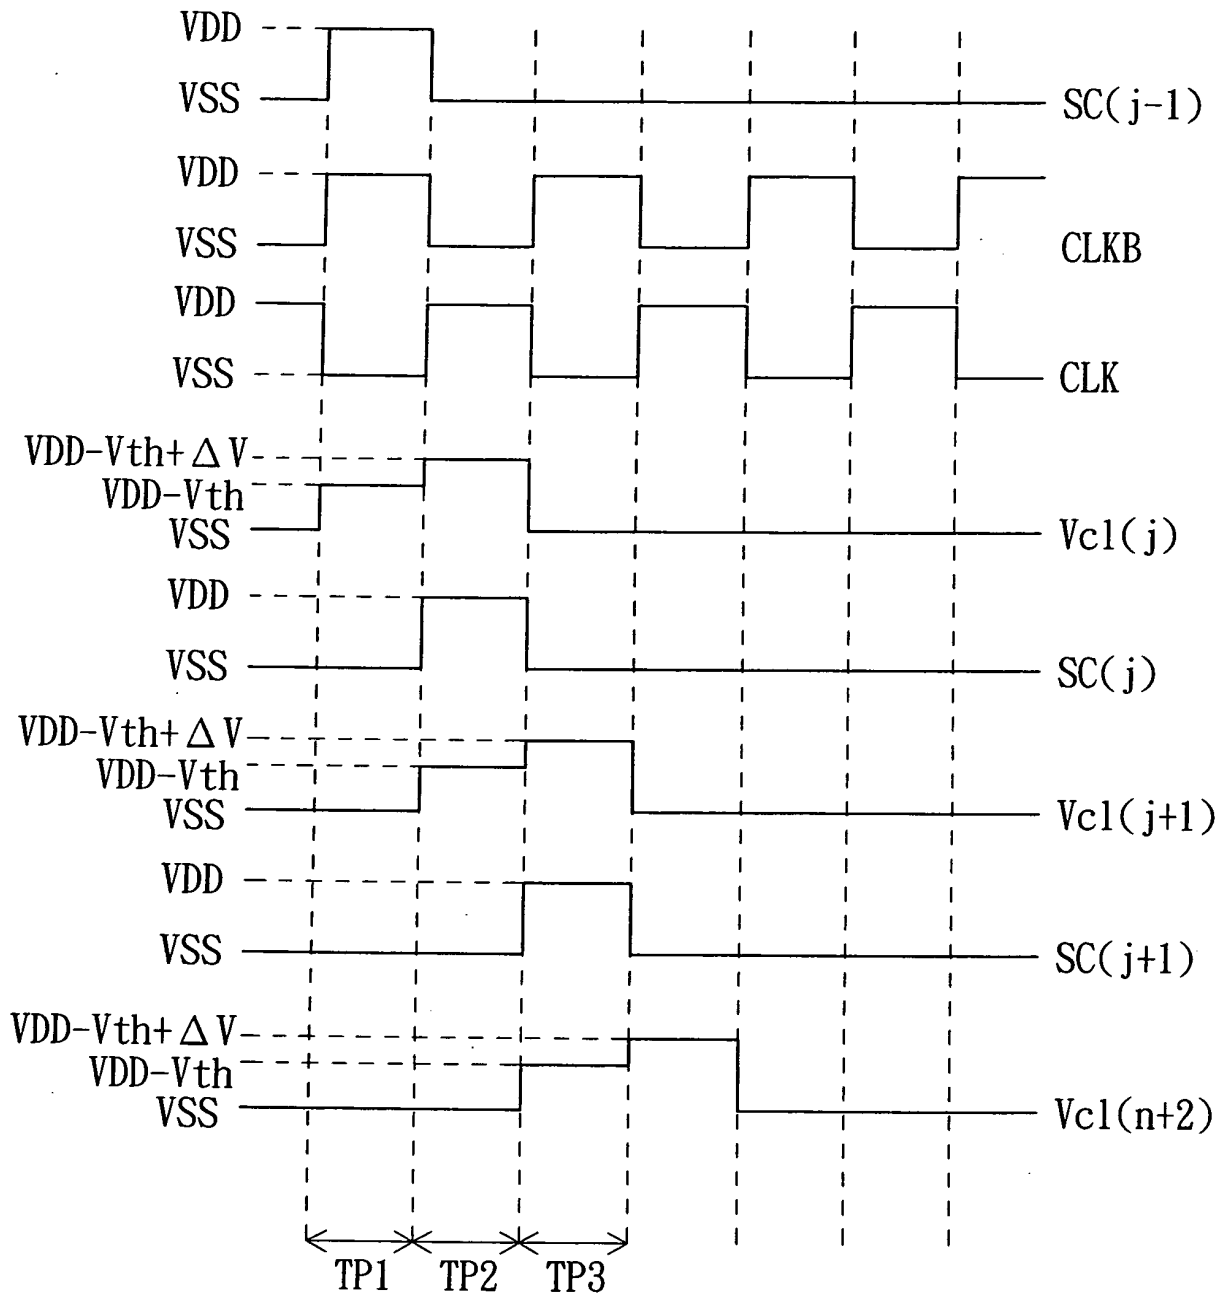 VDD
VSS
SC(j-1)
VDD
VSS
CLKB
VDD
VSS
CLK
VDD-Vth+ΔV
VDD-Vth
VSS
Vc1(j)
VDD
VSS
SC(j)
VDD-Vth+ΔV
VDD-Vth
VSS
Vc1(j+1)
VDD
VSS
SC(j+1)
VDD-Vth+ΔV
VDD-Vth
VSS
Vc1(n+2)
TP1 TP2 TP3